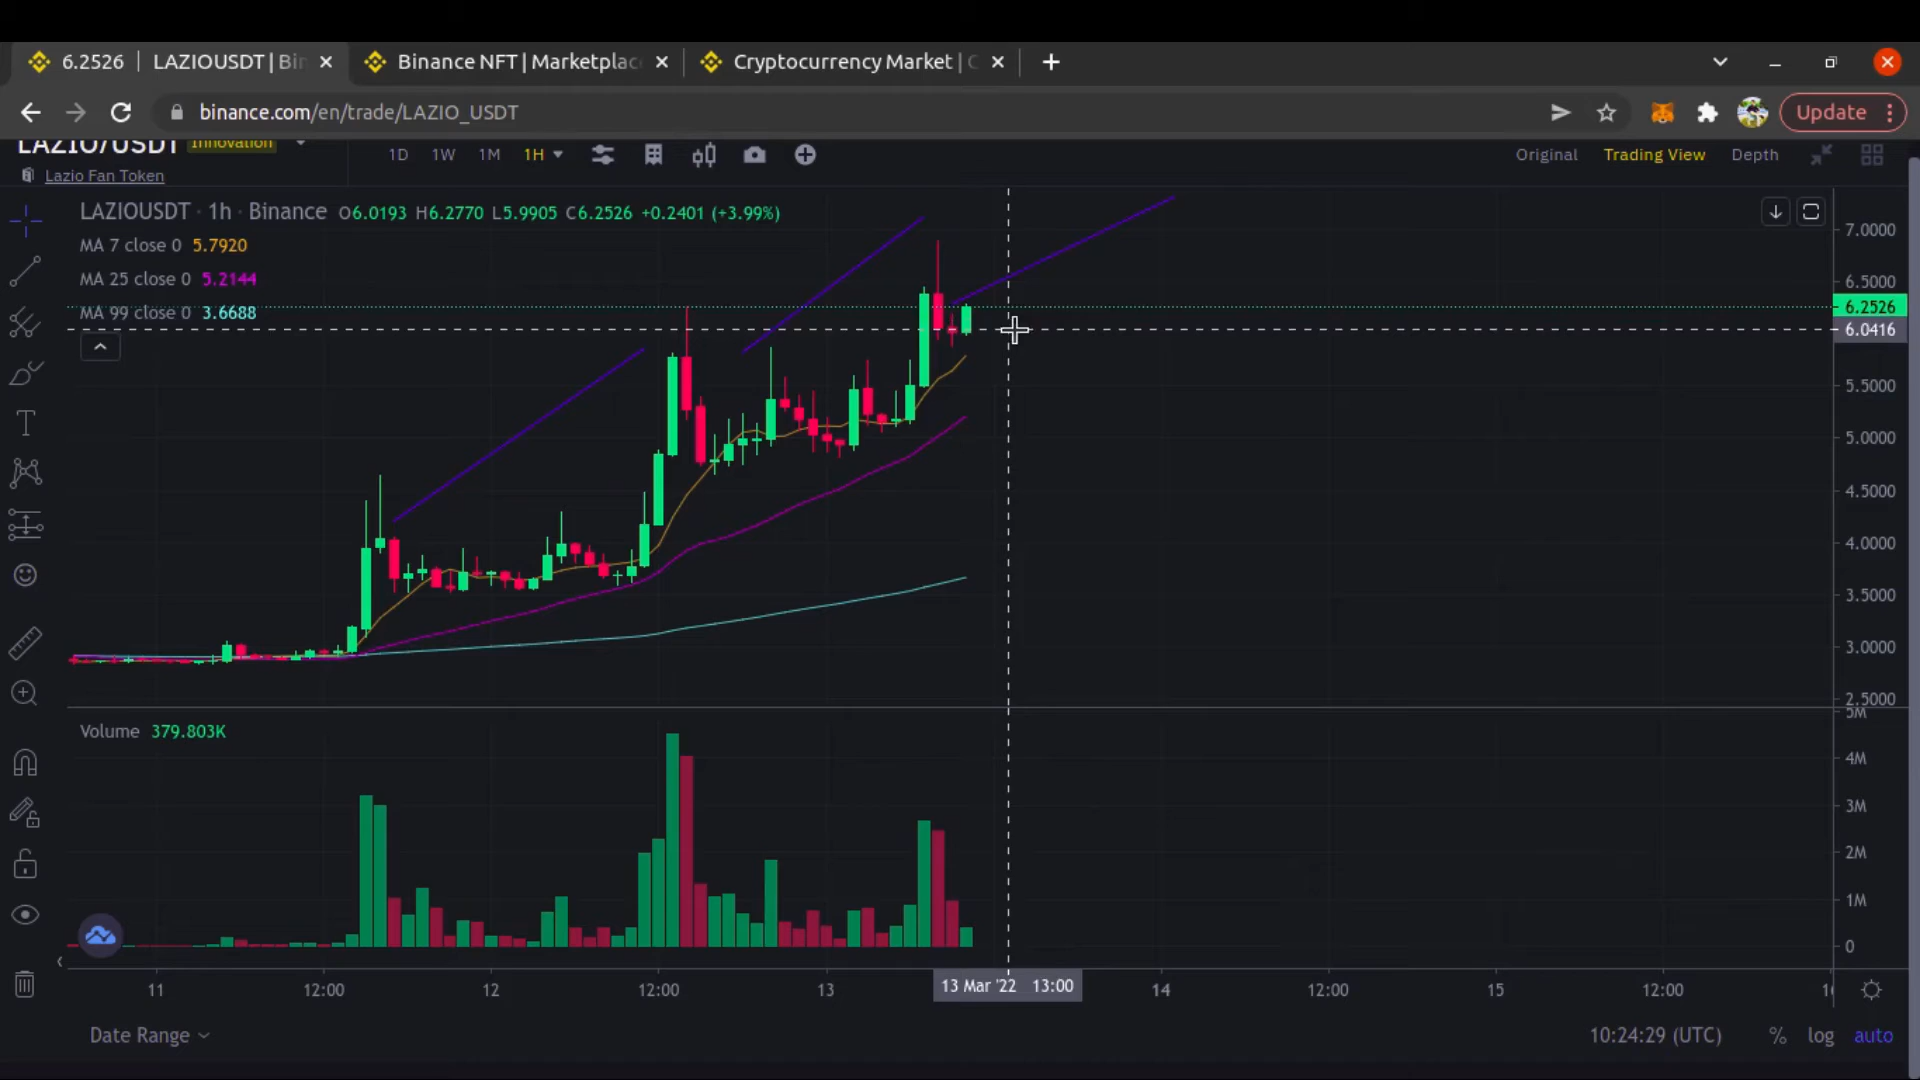 6.2526 | LAZIOUSDT | Bin
Binance NFT | Marketplac
Cryptocurrency Market | C
binance.com/en/trade/LAZIO_USDT
Update
LAZIO/USDT Innovation
Lazio Fan Token
1D 1W 1M 1H
Original Trading View Depth
LAZIOUSDT · 1h · Binance O6.0193 H6.2770 L5.9905 C6.2526 +0.2401 (+3.99%)
MA 7 close 0 5.7920
MA 25 close 0 5.2144
MA 99 close 0 3.6688
7.0000
6.5000
6.2526
6.0416
5.5000
5.0000
4.5000
4.0000
3.5000
3.0000
2.5000
Volume 379.803K
5M
4M
3M
2M
1M
0
11 12:00 12 12:00 13 13 Mar '22 13:00 14 12:00 15 12:00
Date Range
10:24:29 (UTC) % log auto